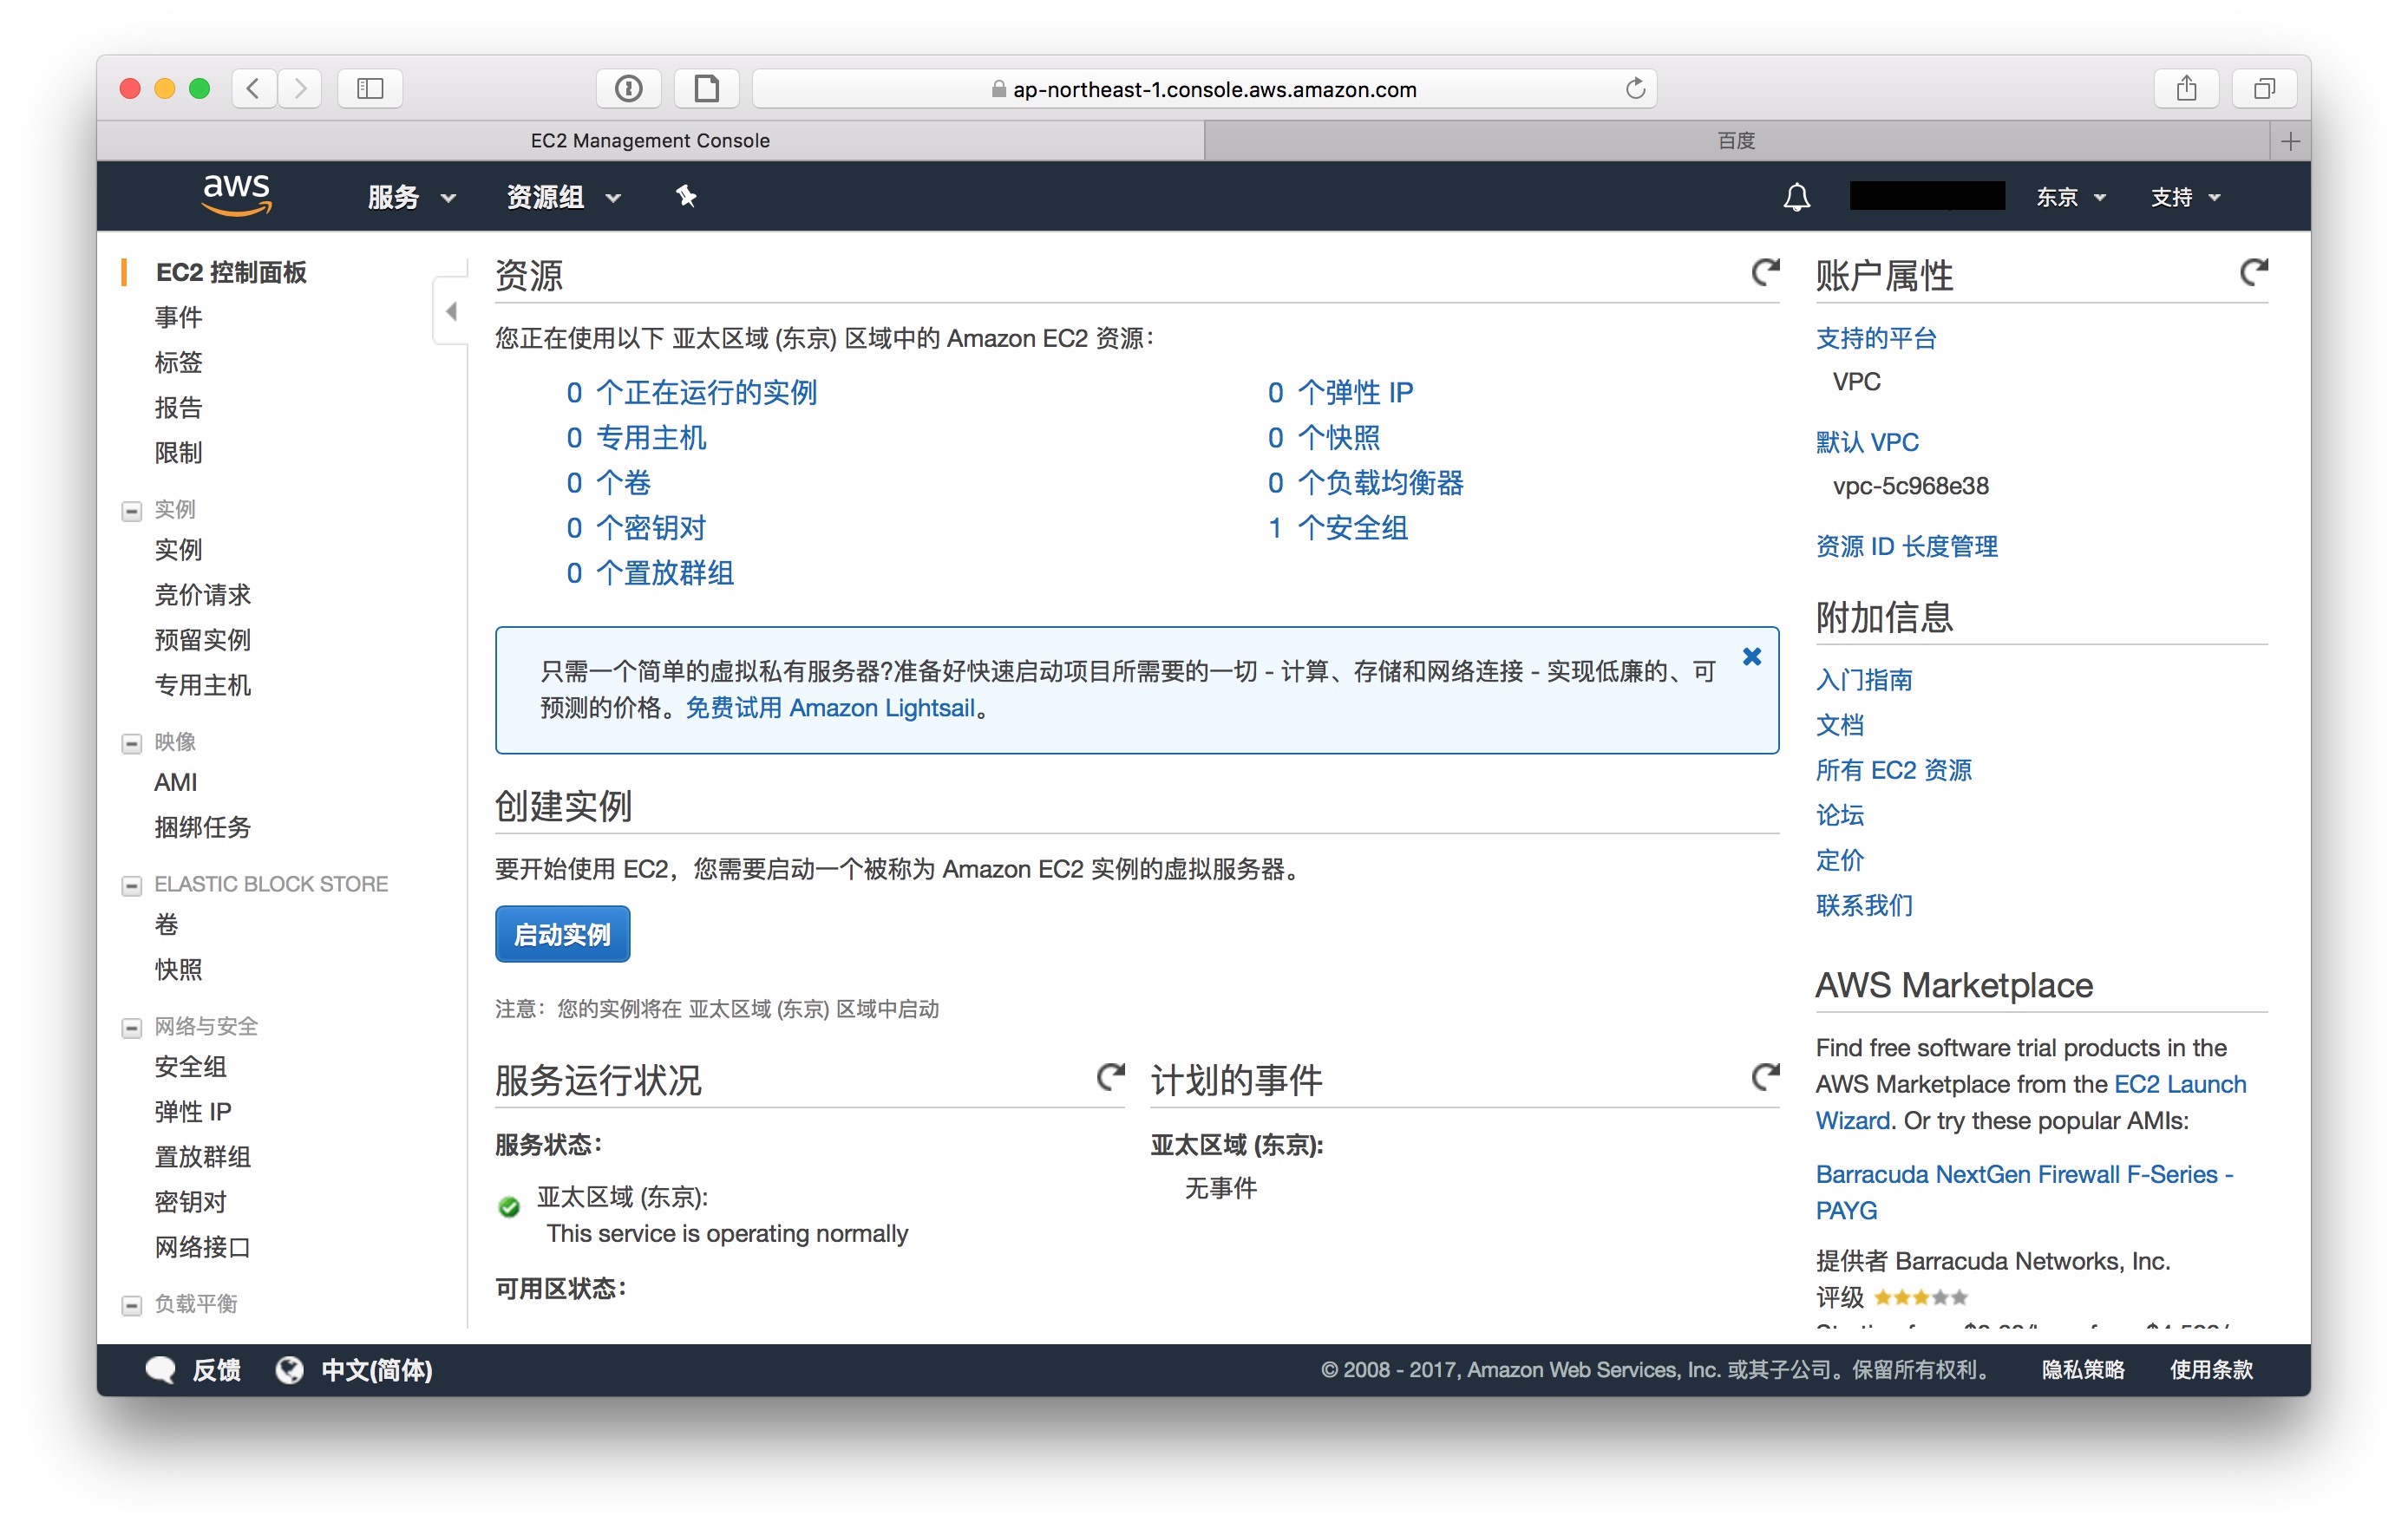 ap-northeast-1.console.aws.amazon.com
EC2 Management Console
百度
aws
服务
资源组
东京
支持
EC2 控制面板
事件
标签
报告
限制
实例
实例
竞价请求
预留实例
专用主机
映像
AMI
捆绑任务
ELASTIC BLOCK STORE
卷
快照
网络与安全
安全组
弹性 IP
置放群组
密钥对
网络接口
负载平衡
资源
您正在使用以下 亚太区域 (东京) 区域中的 Amazon EC2 资源：
0 个正在运行的实例
0 个弹性 IP
0 专用主机
0 个快照
0 个卷
0 个负载均衡器
0 个密钥对
1 个安全组
0 个置放群组
只需一个简单的虚拟私有服务器?准备好快速启动项目所需要的一切 - 计算、存储和网络连接 - 实现低廉的、可
预测的价格。免费试用 Amazon Lightsail。
创建实例
要开始使用 EC2，您需要启动一个被称为 Amazon EC2 实例的虚拟服务器。
启动实例
注意：您的实例将在 亚太区域 (东京) 区域中启动
服务运行状况
服务状态：
亚太区域 (东京):
This service is operating normally
可用区状态：
计划的事件
亚太区域 (东京):
无事件
账户属性
支持的平台
VPC
默认 VPC
vpc-5c968e38
资源 ID 长度管理
附加信息
入门指南
文档
所有 EC2 资源
论坛
定价
联系我们
AWS Marketplace
Find free software trial products in the
AWS Marketplace from the EC2 Launch
Wizard. Or try these popular AMIs:
Barracuda NextGen Firewall F-Series -
PAYG
提供者 Barracuda Networks, Inc.
评级
反馈
中文(简体)
© 2008 - 2017, Amazon Web Services, Inc. 或其子公司。保留所有权利。
隐私策略
使用条款